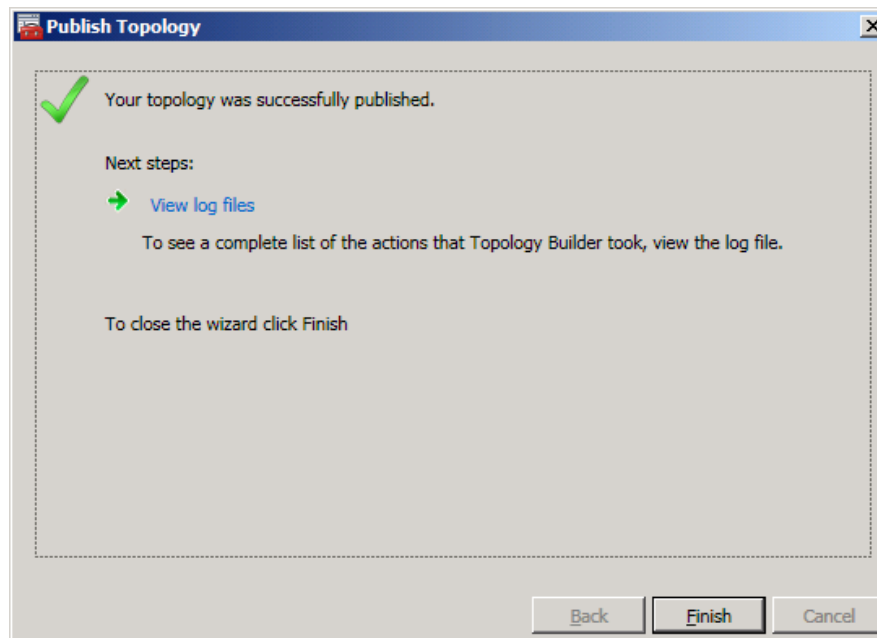 Publish Topology
Your topology was successfully published.
Next steps:
View log files
To see a complete list of the actions that Topology Builder took, view the log file.
To close the wizard click Finish
Back Finish Cancel